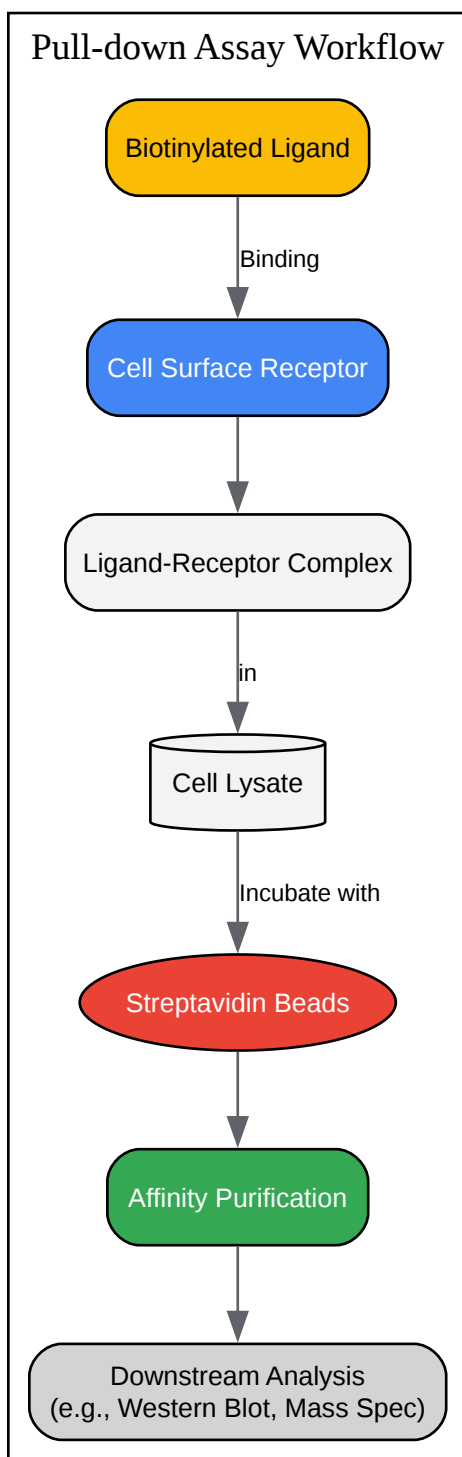 Pull-down Assay Workflow
Biotinylated Ligand
Binding
Cell Surface Receptor
Ligand-Receptor Complex
in
Cell Lysate
Incubate with
Streptavidin Beads
Affinity Purification
Downstream Analysis
(e.g., Western Blot, Mass Spec)